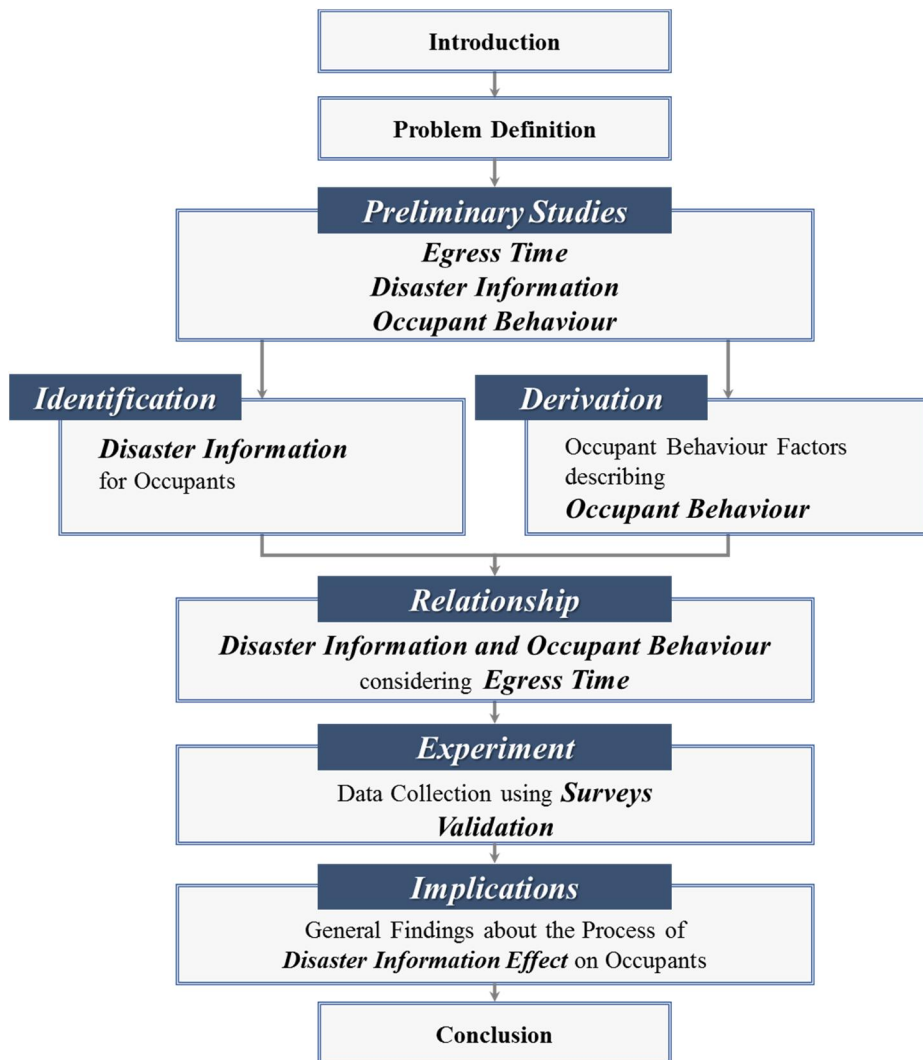 Introduction
Problem Definition
Preliminary Studies
Egress Time
Disaster Information
Occupant Behaviour
Identification
Disaster Information
for Occupants
Derivation
Occupant Behaviour Factors
describing
Occupant Behaviour
Relationship
Disaster Information and Occupant Behaviour
considering Egress Time
Experiment
Data Collection using Surveys
Validation
Implications
General Findings about the Process of
Disaster Information Effect on Occupants
Conclusion